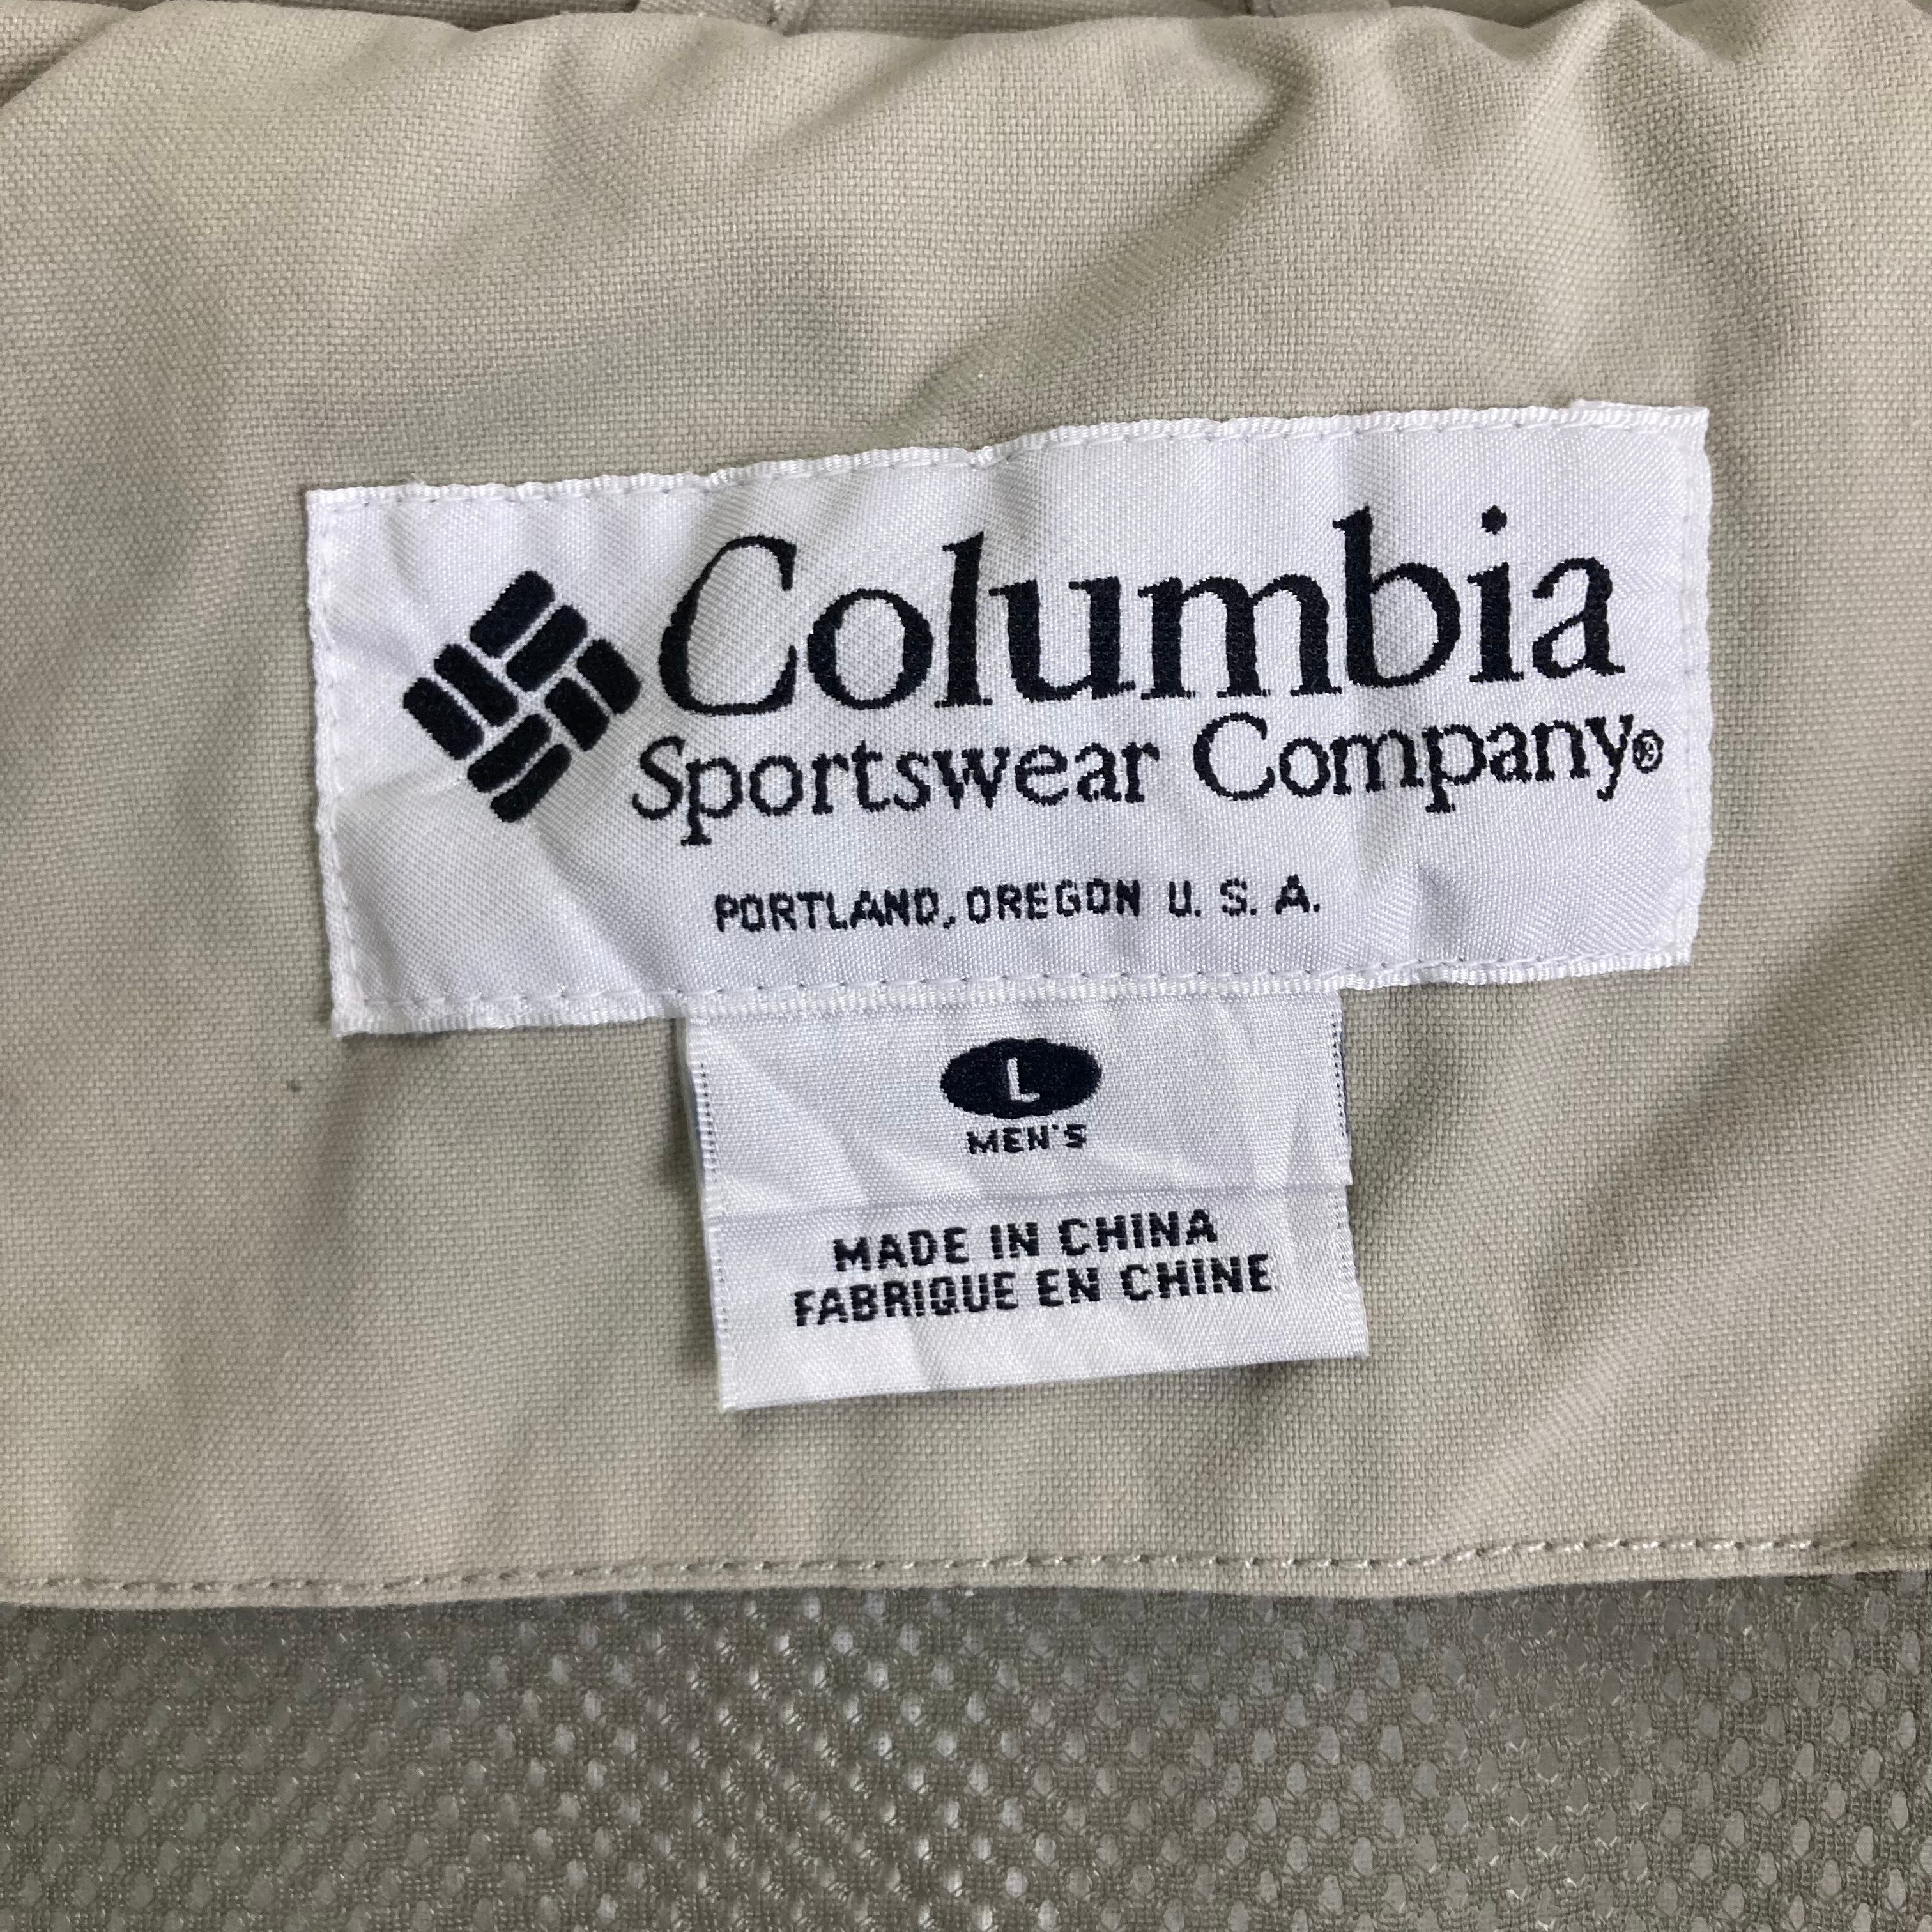 Columbia
Sportswear Company®
PORTLAND, OREGON U. S. A.
L
MEN'S
MADE IN CHINA
FABRIQUE EN CHINE